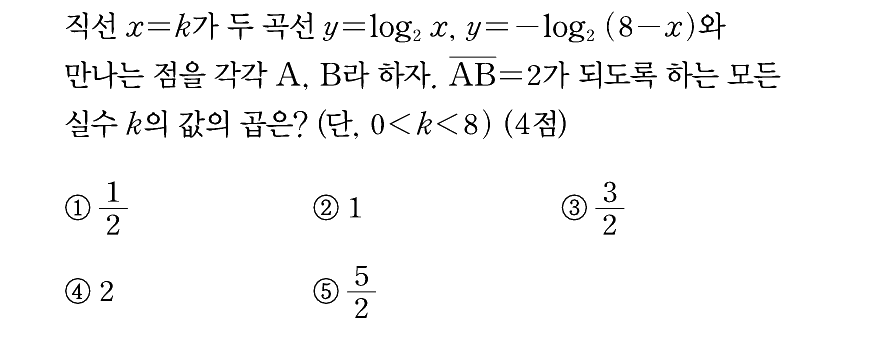 직선 x=k가 두 곡선 y=log₂ x, y=−log₂ (8−x)와
만나는 점을 각각 A, B라 하자. A̅B̅=2가 되도록 하는 모든
실수 k의 값의 곱은? (단, 0<k<8) (4점)
① 1/2 ② 1 ③ 3/2
④ 2 ⑤ 5/2